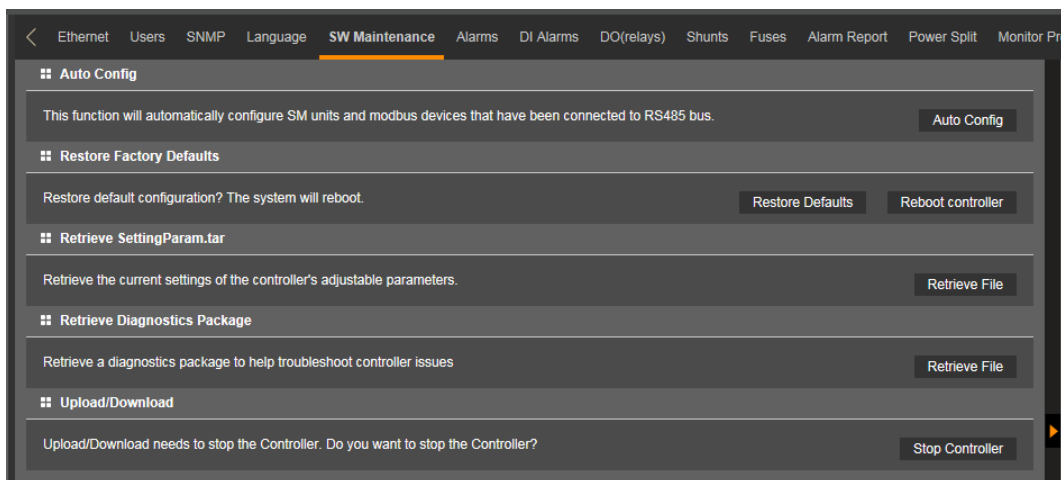 Ethernet Users SNMP Language SW Maintenance Alarms DI Alarms DO(relays) Shunts Fuses Alarm Report Power Split Monitor
Auto Config
This function will automatically configure SM units and modbus devices that have been connected to RS485 bus. Auto Config
Restore Factory Defaults
Restore default configuration? The system will reboot. Restore Defaults Reboot controller
Retrieve SettingParam.tar
Retrieve the current settings of the controller's adjustable parameters. Retrieve File
Retrieve Diagnostics Package
Retrieve a diagnostics package to help troubleshoot controller issues Retrieve File
Upload/Download
Upload/Download needs to stop the Controller. Do you want to stop the Controller? Stop Controller